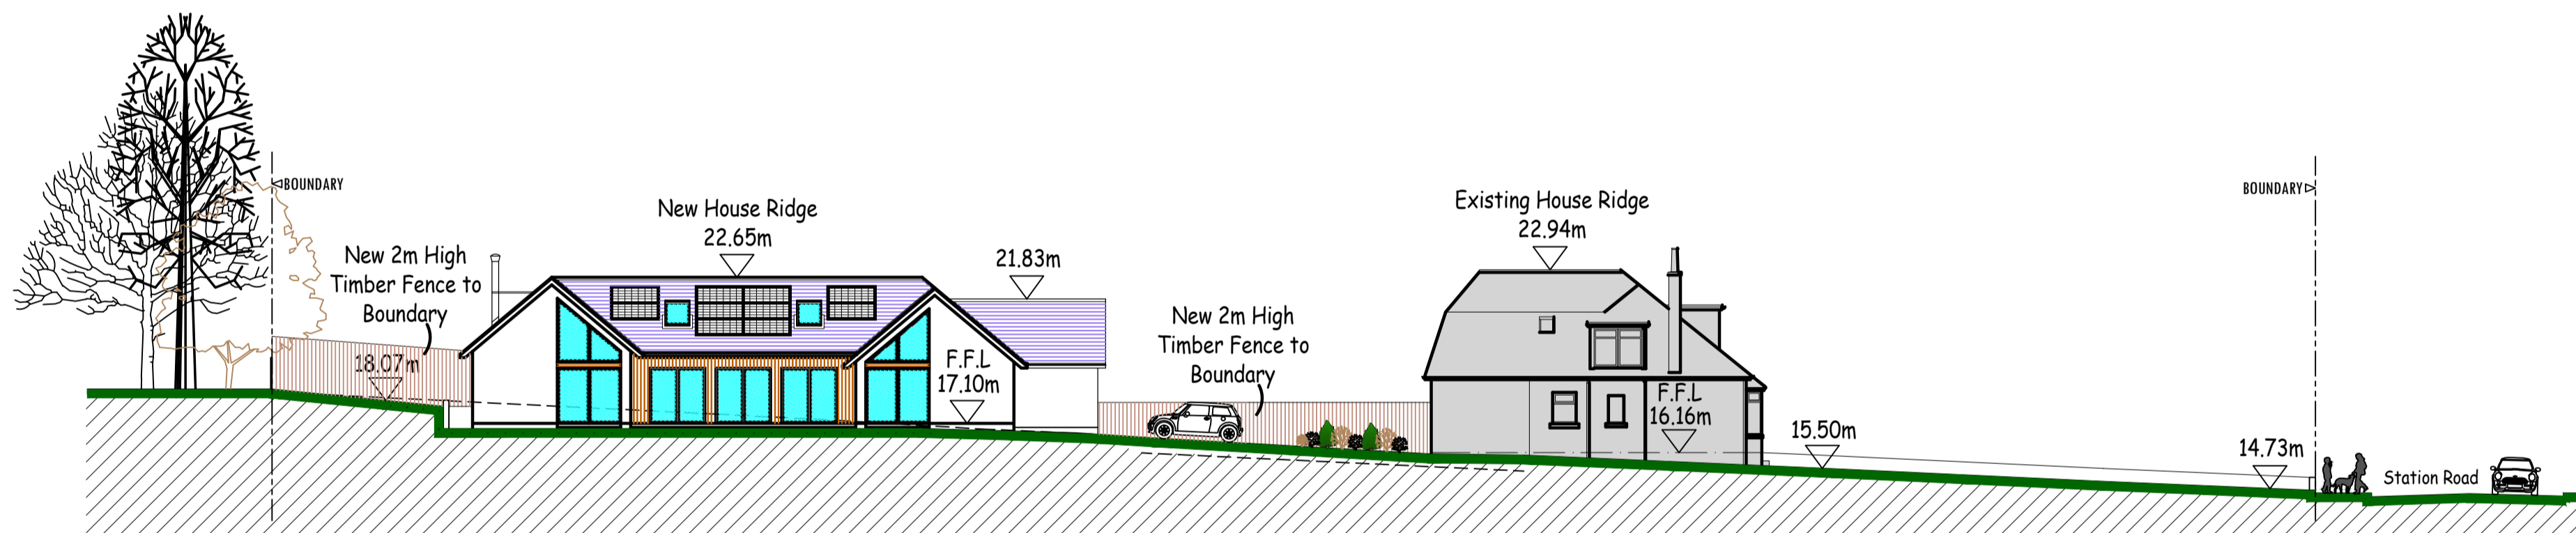 BOUNDARY
New 2m High
Timber Fence to
Boundary
18.07m
New House Ridge
22.65m
21.83m
F.F.L
17.10m
New 2m High
Timber Fence to
Boundary
Existing House Ridge
22.94m
F.F.L
16.16m
15.50m
BOUNDARY
14.73m
Station Road